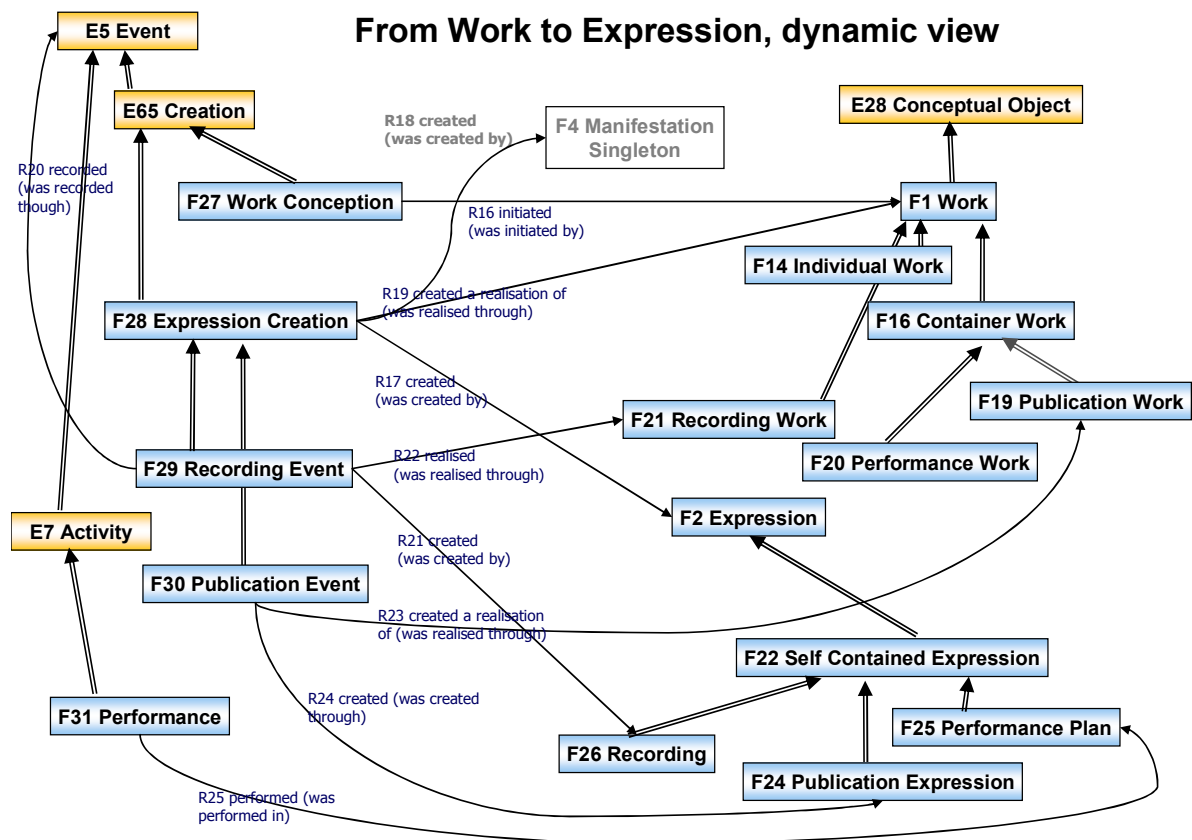 From Work to Expression, dynamic view
E5 Event
E65 Creation
E28 Conceptual Object
R18 created
(was created by)
F4 Manifestation
Singleton
R20 recorded
(was recorded
though)
F27 Work Conception
F1 Work
R16 initiated
(was initiated by)
F14 Individual Work
R19 created a realisation of
(was realised through)
F28 Expression Creation
F16 Container Work
R17 created
(was created by)
F19 Publication Work
F21 Recording Work
F29 Recording Event
R22 realised
(was realised through)
F20 Performance Work
F2 Expression
E7 Activity
R21 created
(was created by)
F30 Publication Event
R23 created a realisation
of (was realised through)
F22 Self Contained Expression
R24 created (was created
through)
F31 Performance
F25 Performance Plan
F26 Recording
F24 Publication Expression
R25 performed (was
performed in)